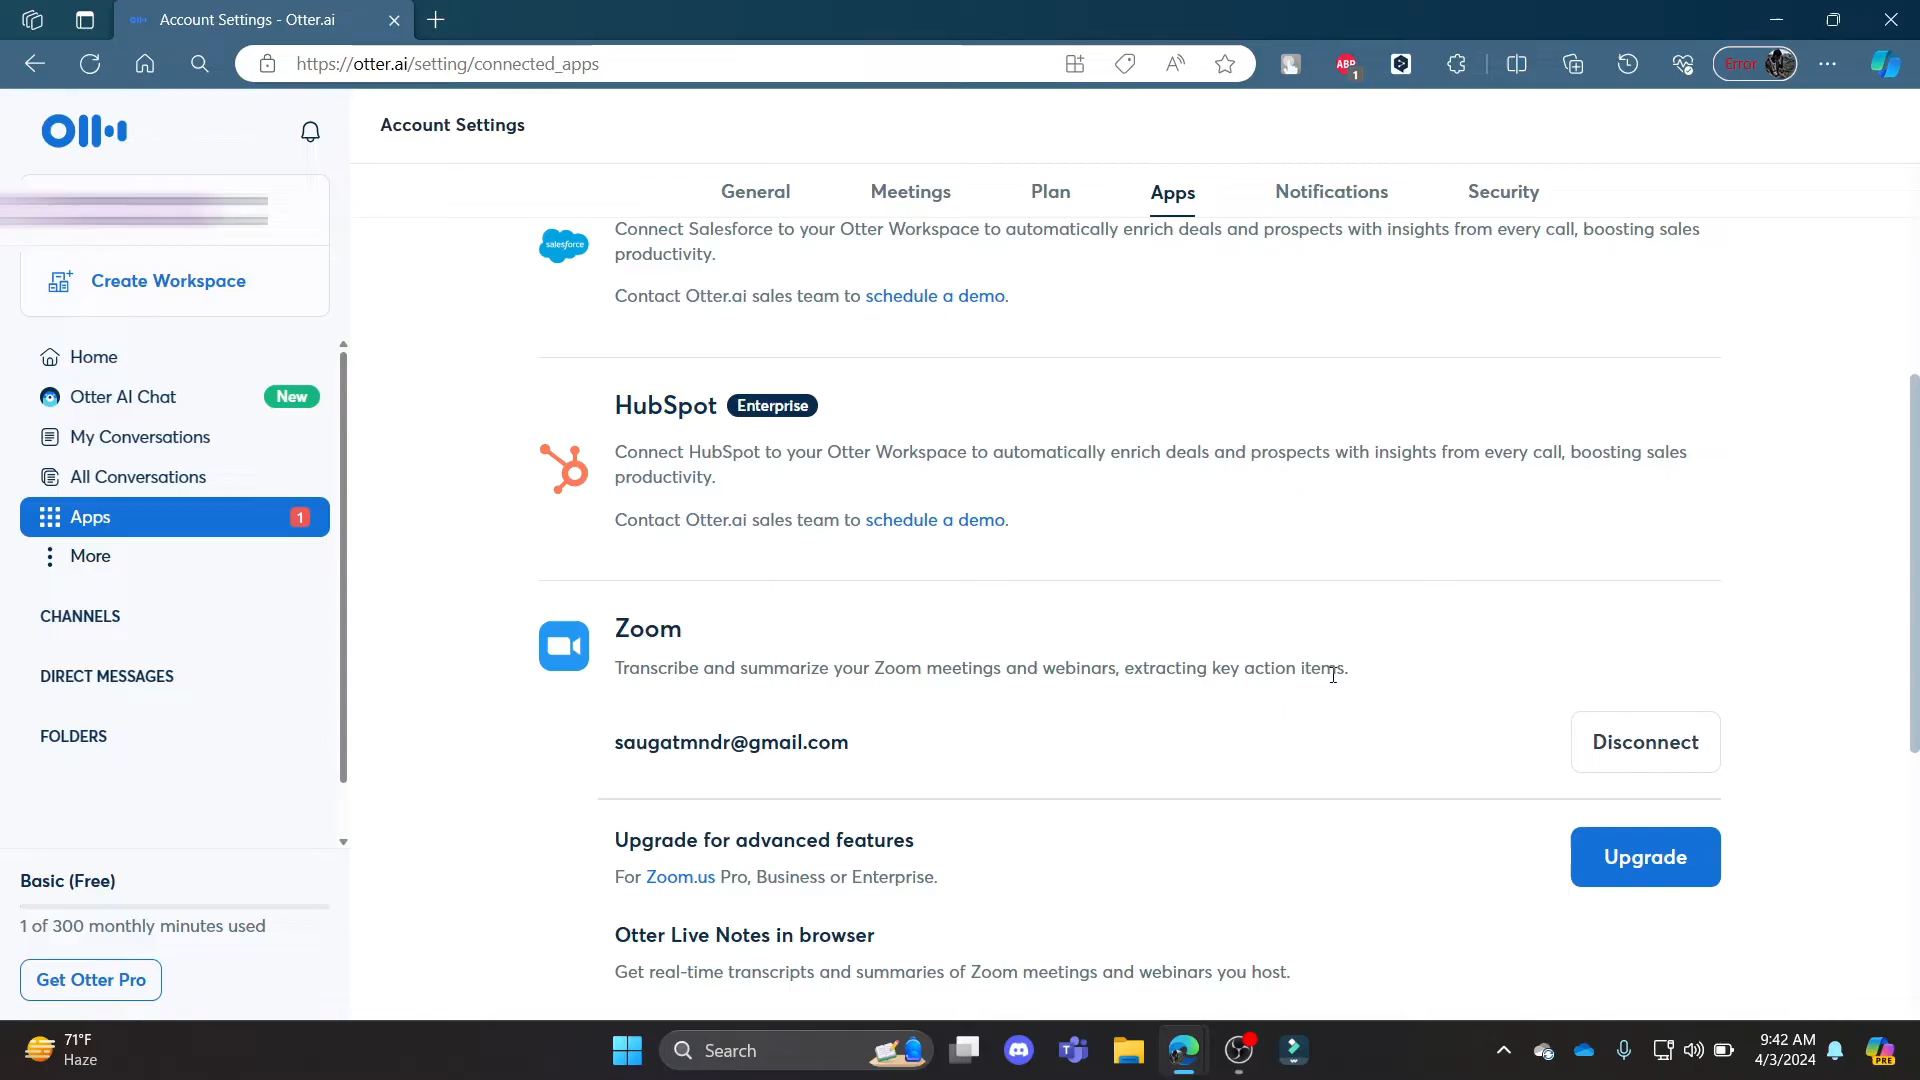 Account Settings - Otter.ai
https://otter.ai/setting/connected_apps
ABP
1
Error
Account Settings
General
Meetings
Plan
Apps
Notifications
Security
Create Workspace
Home
Otter AI Chat
New
My Conversations
All Conversations
Apps
1
More
CHANNELS
DIRECT MESSAGES
FOLDERS
Basic (Free)
1 of 300 monthly minutes used
Get Otter Pro
salesforce
Connect Salesforce to your Otter Workspace to automatically enrich deals and prospects with insights from every call, boosting sales
productivity.
Contact Otter.ai sales team to schedule a demo.
HubSpot Enterprise
Connect HubSpot to your Otter Workspace to automatically enrich deals and prospects with insights from every call, boosting sales
productivity.
Contact Otter.ai sales team to schedule a demo.
Zoom
Transcribe and summarize your Zoom meetings and webinars, extracting key action items.
saugatmndr@gmail.com
Disconnect
Upgrade for advanced features
For Zoom.us Pro, Business or Enterprise.
Upgrade
Otter Live Notes in browser
Get real-time transcripts and summaries of Zoom meetings and webinars you host.
71°F
Haze
Search
9:42 AM
4/3/2024
PRE